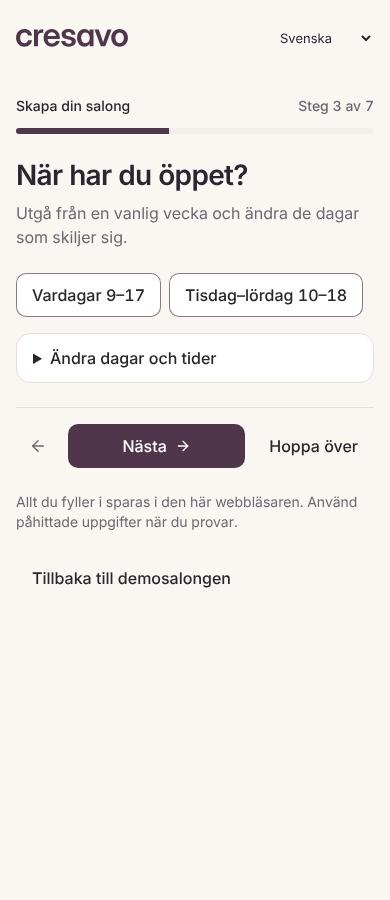 cresavo
Svenska
Skapa din salong
Steg 3 av 7
När har du öppet?
Utgå från en vanlig vecka och ändra de dagar
som skiljer sig.
Vardagar 9–17
Tisdag–lördag 10–18
Ändra dagar och tider
Nästa
Hoppa över
Allt du fyller i sparas i den här webbläsaren. Använd
påhittade uppgifter när du provar.
Tillbaka till demosalongen